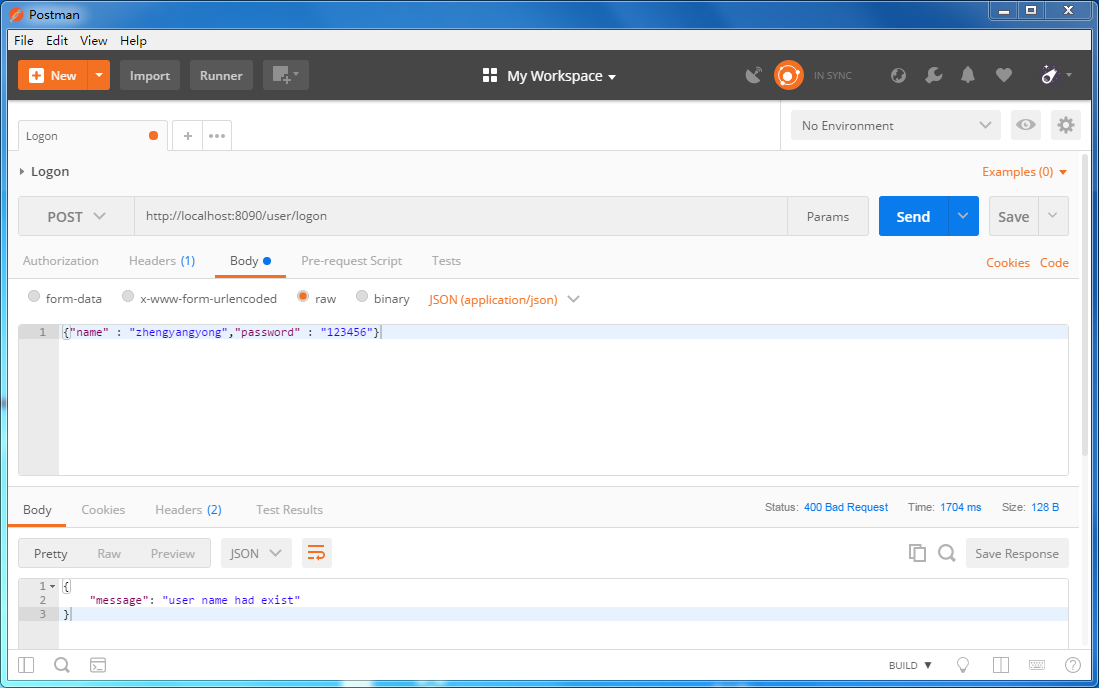 Postman
File Edit View Help
New Import Runner My Workspace IN SYNC
Logon No Environment
Logon Examples (0)
POST http://localhost:8090/user/logon Params Send Save
Authorization Headers (1) Body Pre-request Script Tests Cookies Code
form-data x-www-form-urlencoded raw binary JSON (application/json)
1 {"name" : "zhengyangyong","password" : "123456"}
Body Cookies Headers (2) Test Results Status: 400 Bad Request Time: 1704 ms Size: 128 B
Pretty Raw Preview JSON Save Response
1 {
2 "message": "user name had exist"
3 }
BUILD